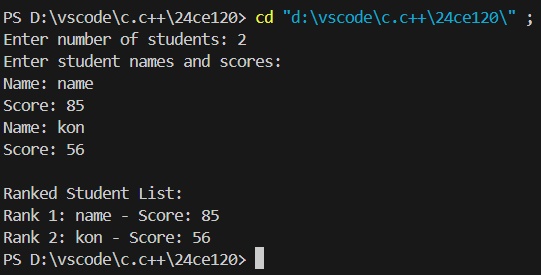 PS D:\vscode\c.c++\24ce120> cd "d:\vscode\c.c++\24ce120\" ;
Enter number of students: 2
Enter student names and scores:
Name: name
Score: 85
Name: kon
Score: 56

Ranked Student List:
Rank 1: name - Score: 85
Rank 2: kon - Score: 56
PS D:\vscode\c.c++\24ce120>